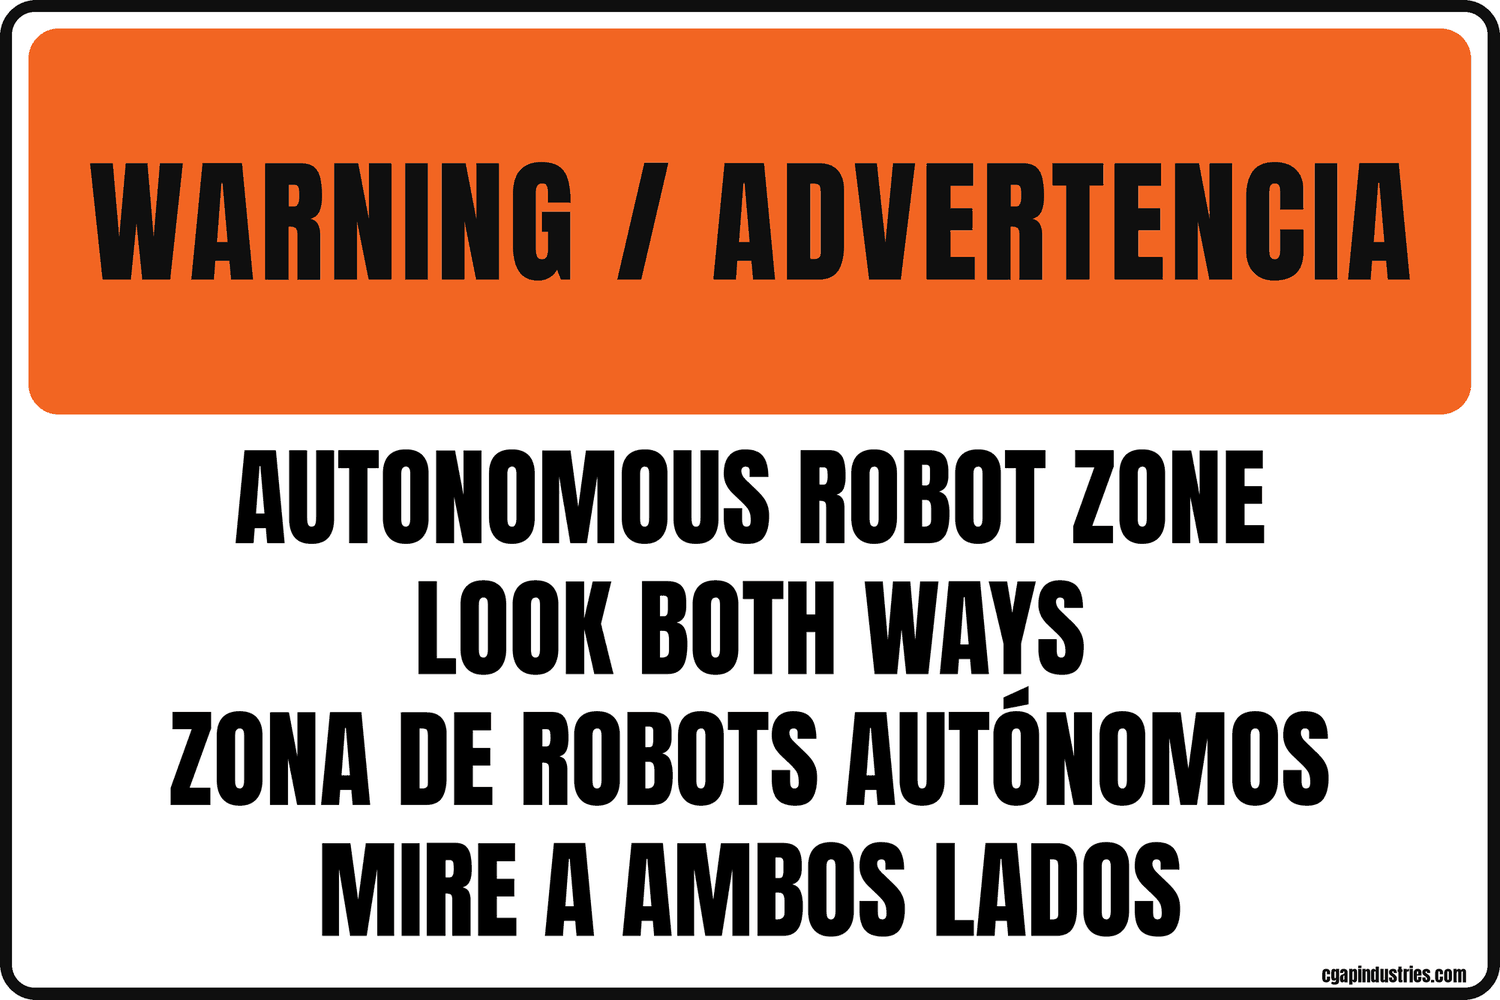 WARNING / ADVERTENCIA
AUTONOMOUS ROBOT ZONE
LOOK BOTH WAYS
ZONA DE ROBOTS AUTÓNOMOS
MIRE A AMBOS LADOS
cgapindustries.com